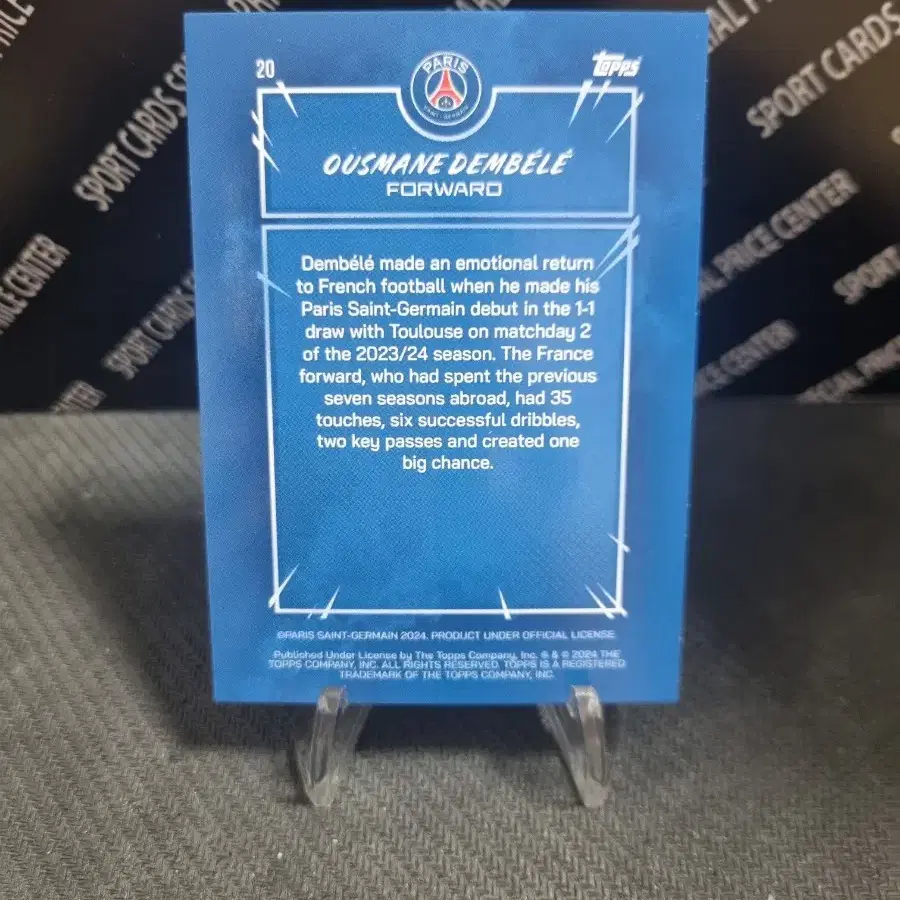 20
PARIS
SAINT-GERMAIN
Topps
OUSMANE DEMBÉLÉ
FORWARD
Dembélé made an emotional return
to French football when he made his
Paris Saint-Germain debut in the 1-1
draw with Toulouse on matchday 2
of the 2023/24 season. The France
forward, who had spent the previous
seven seasons abroad, had 35
touches, six successful dribbles,
two key passes and created one
big chance.
©PARIS SAINT-GERMAIN 2024. PRODUCT UNDER OFFICIAL LICENSE
Published Under License by The Topps Company, Inc. ® & © 2024 THE
TOPPS COMPANY, INC. ALL RIGHTS RESERVED. TOPPS IS A REGISTERED
TRADEMARK OF THE TOPPS COMPANY, INC.
PRICE
SPORT CARDS
SPORT CARDS
CENTER
SPORT CARDS
SPORT CARDS
PRICE CENTER
SPORT
CENTER